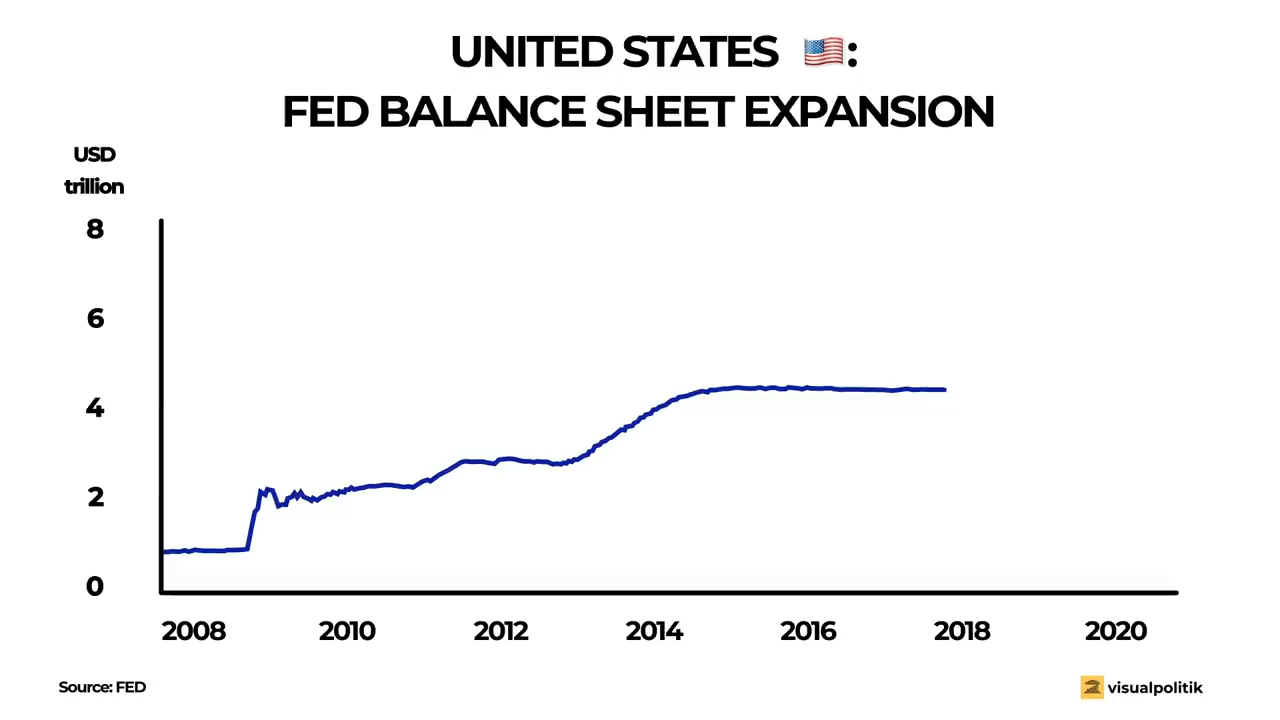 UNITED STATES 🇺🇸:
FED BALANCE SHEET EXPANSION
USD
trillion
8
6
4
2
0
2008 2010 2012 2014 2016 2018 2020
Source: FED
visualpolitik